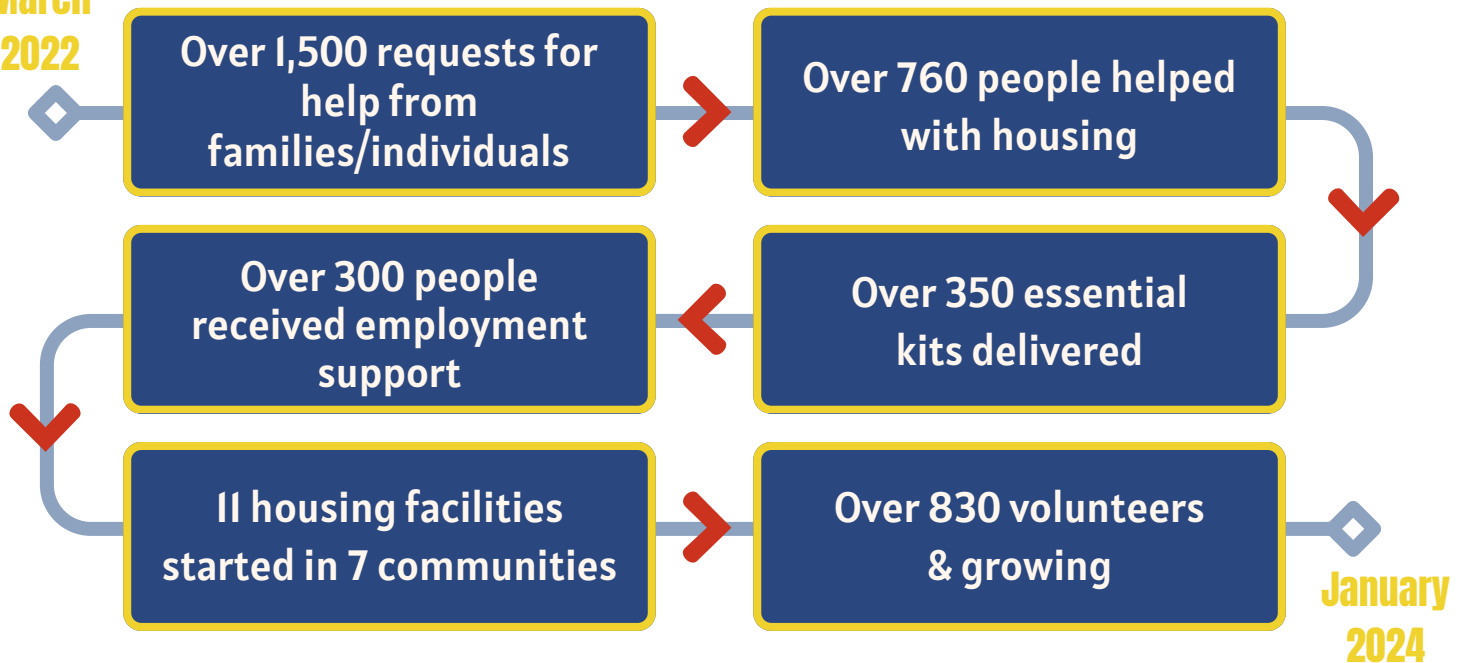 March
2022
Over 1,500 requests for
help from
families/individuals
Over 760 people helped
with housing
Over 350 essential
kits delivered
Over 300 people
received employment
support
11 housing facilities
started in 7 communities
Over 830 volunteers
& growing
January
2024